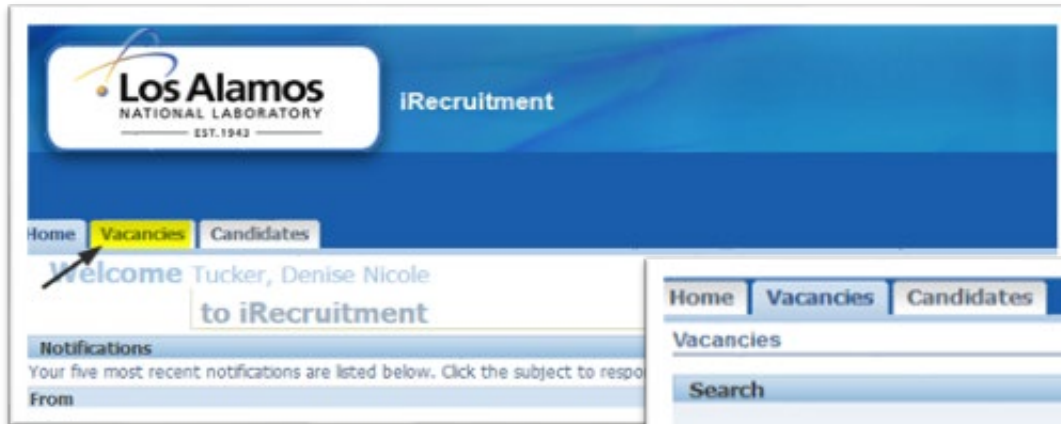 Los Alamos
NATIONAL LABORATORY
EST.1943
iRecruitment
Home Vacancies Candidates
Welcome Tucker, Denise Nicole
to iRecruitment
Notifications
Your five most recent notifications are listed below. Click the subject to respo
From
Home Vacancies Candidates
Vacancies
Search